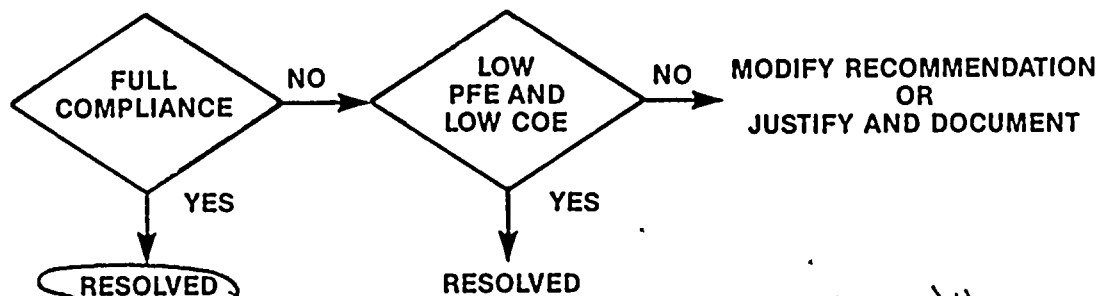 FULL
COMPLIANCE
NO
LOW
PFE AND
LOW COE
NO
MODIFY RECOMMENDATION
OR
JUSTIFY AND DOCUMENT
YES
YES
RESOLVED
RESOLVED